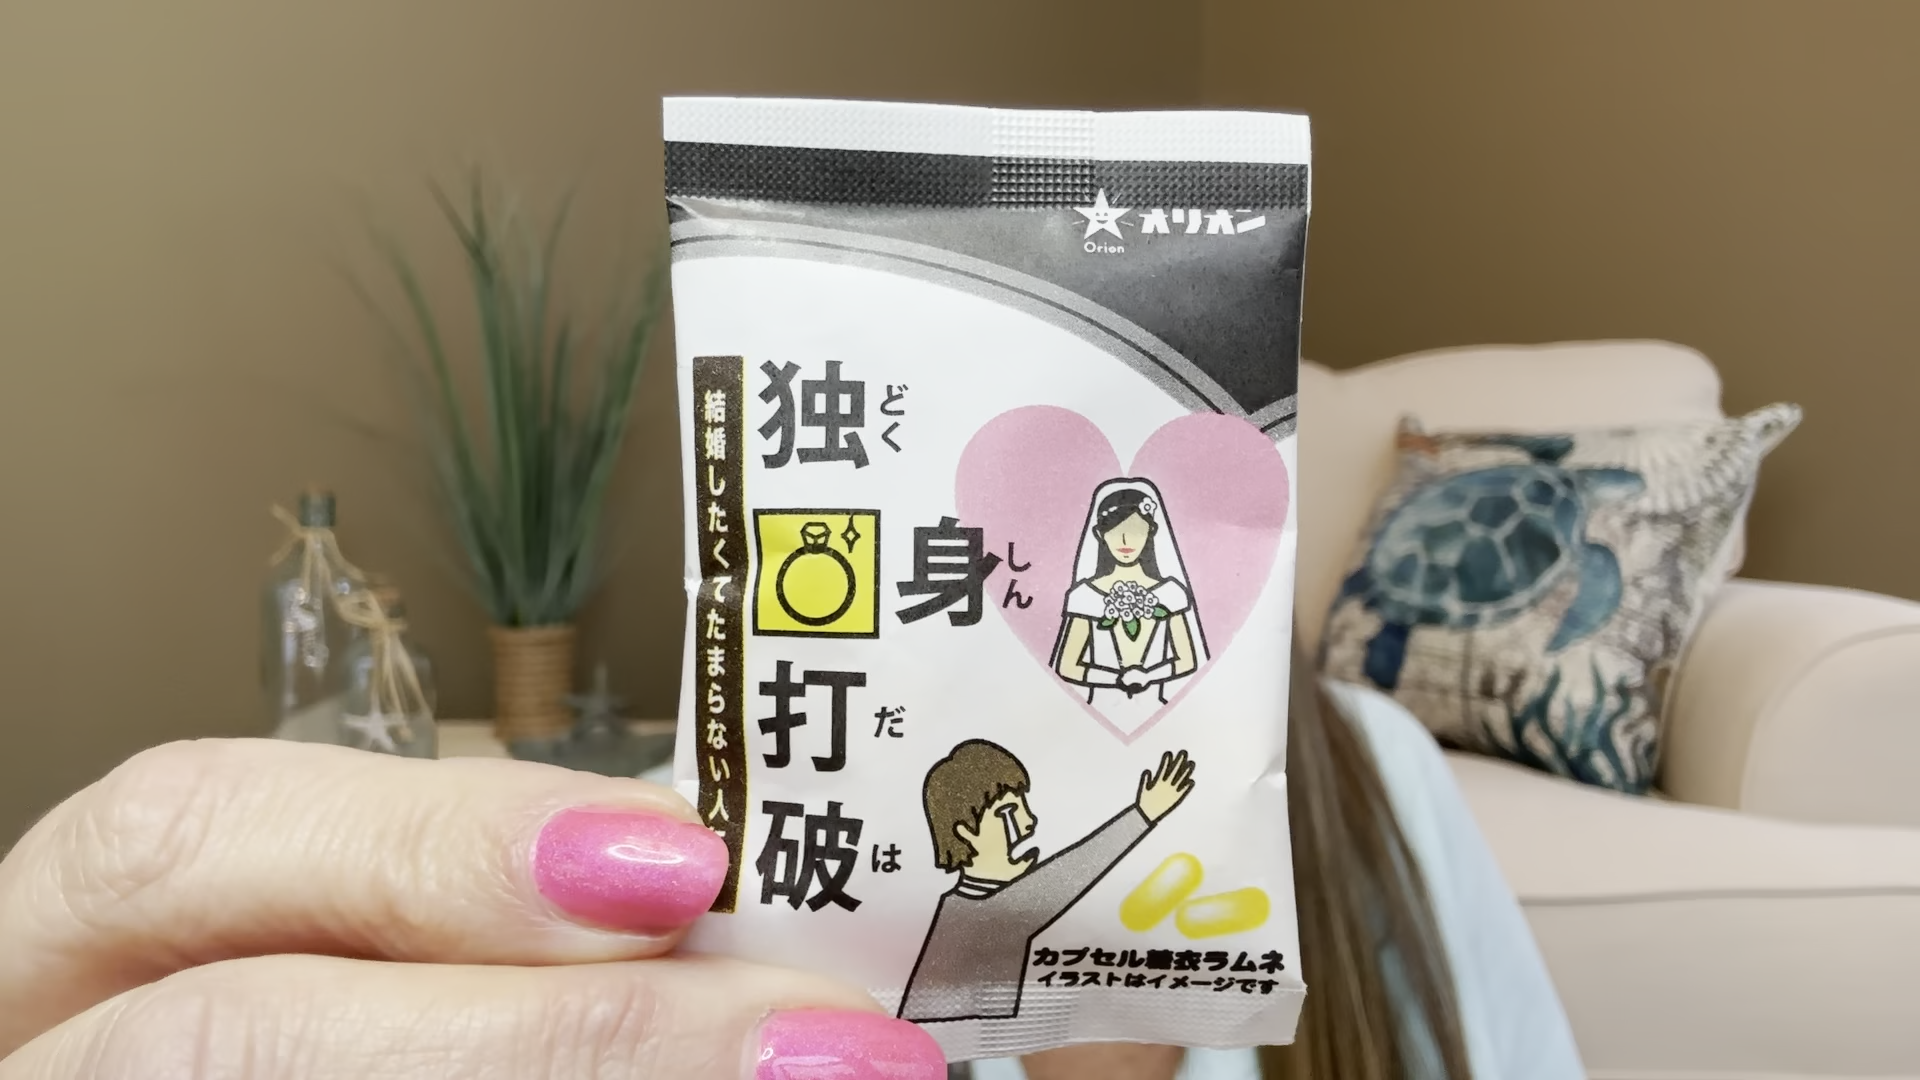 オリオン
Orion
結婚したくてたまらない人
独身打破
どくしんだは
カプセル糖衣ラムネ
イラストはイメージです